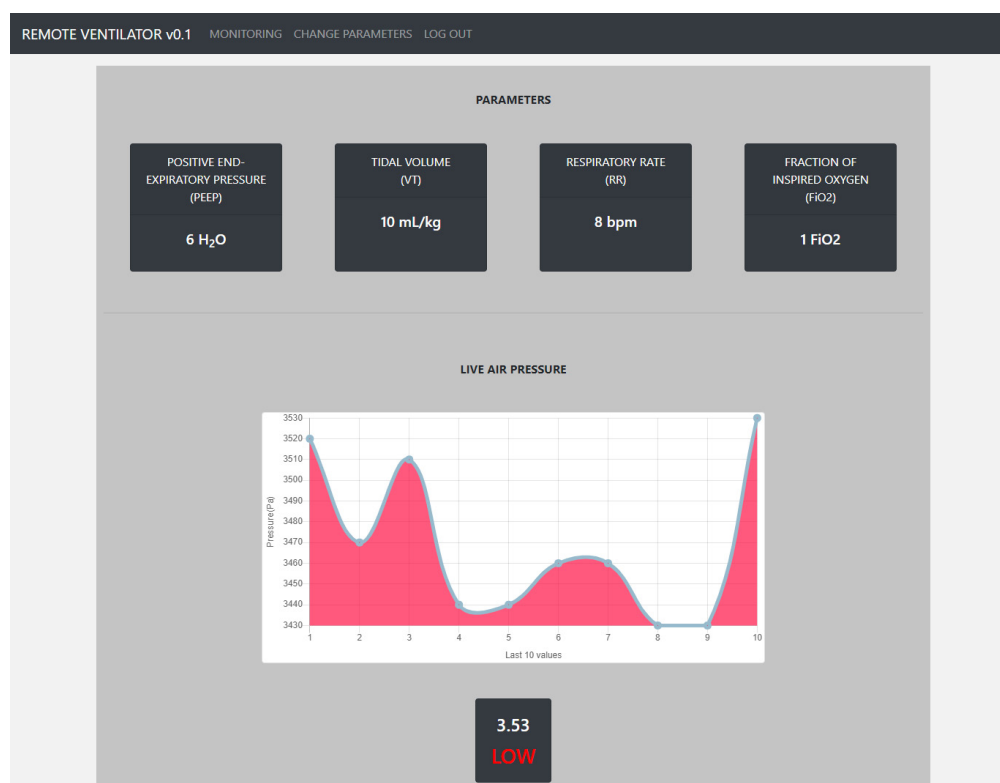 REMOTE VENTILATOR v0.1 MONITORING CHANGE PARAMETERS LOG OUT
PARAMETERS
POSITIVE END-
EXPIRATORY PRESSURE
(PEEP)
6 H₂O
TIDAL VOLUME
(VT)
10 mL/kg
RESPIRATORY RATE
(RR)
8 bpm
FRACTION OF
INSPIRED OXYGEN
(FiO2)
1 FiO2
LIVE AIR PRESSURE
Pressure(Pa)
3530
3520
3510
3500
3490
3480
3470
3460
3450
3440
3430
1 2 3 4 5 6 7 8 9 10
Last 10 values
3.53
LOW